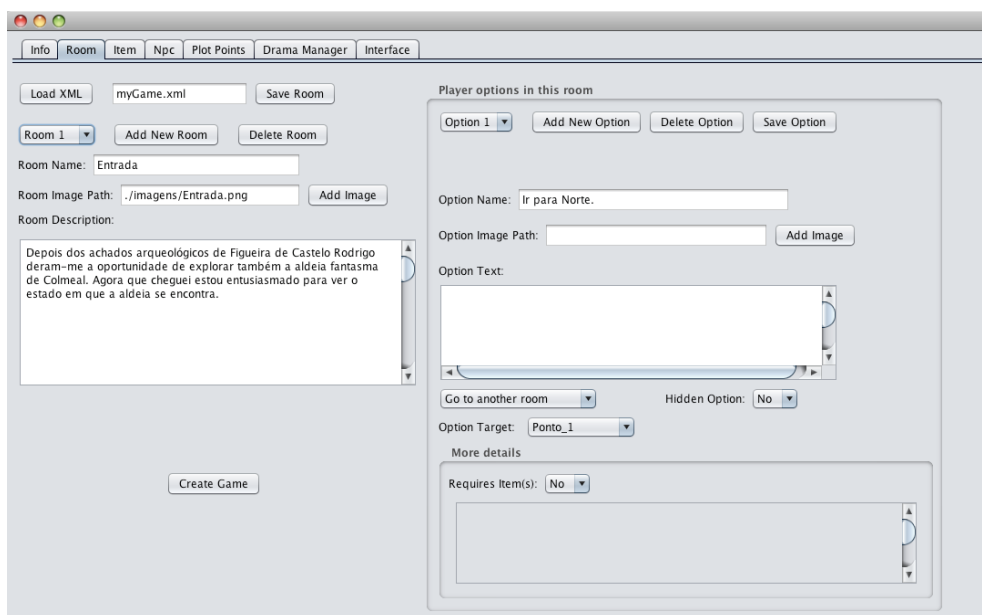 Info Room Item Npc Plot Points Drama Manager Interface
Load XML myGame.xml Save Room
Room 1 Add New Room Delete Room
Room Name: Entrada
Room Image Path: ./imagens/Entrada.png Add Image
Room Description:
Depois dos achados arqueológicos de Figueira de Castelo Rodrigo
deram-me a oportunidade de explorar também a aldeia fantasma
de Colmeal. Agora que cheguei estou entusiasmado para ver o
estado em que a aldeia se encontra.
Create Game
Player options in this room
Option 1 Add New Option Delete Option Save Option
Option Name: Ir para Norte.
Option Image Path: Add Image
Option Text:
Go to another room Hidden Option: No
Option Target: Ponto_1
More details
Requires Item(s): No